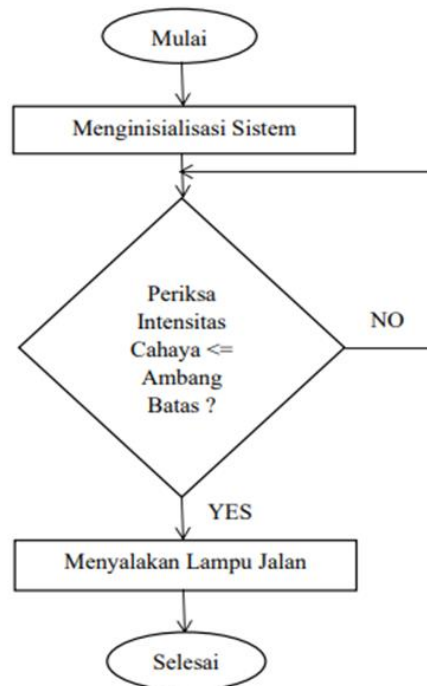 Mulai
Menginisialisasi Sistem
Periksa
Intensitas
Cahaya <=
Ambang
Batas ?
NO
YES
Menyalakan Lampu Jalan
Selesai